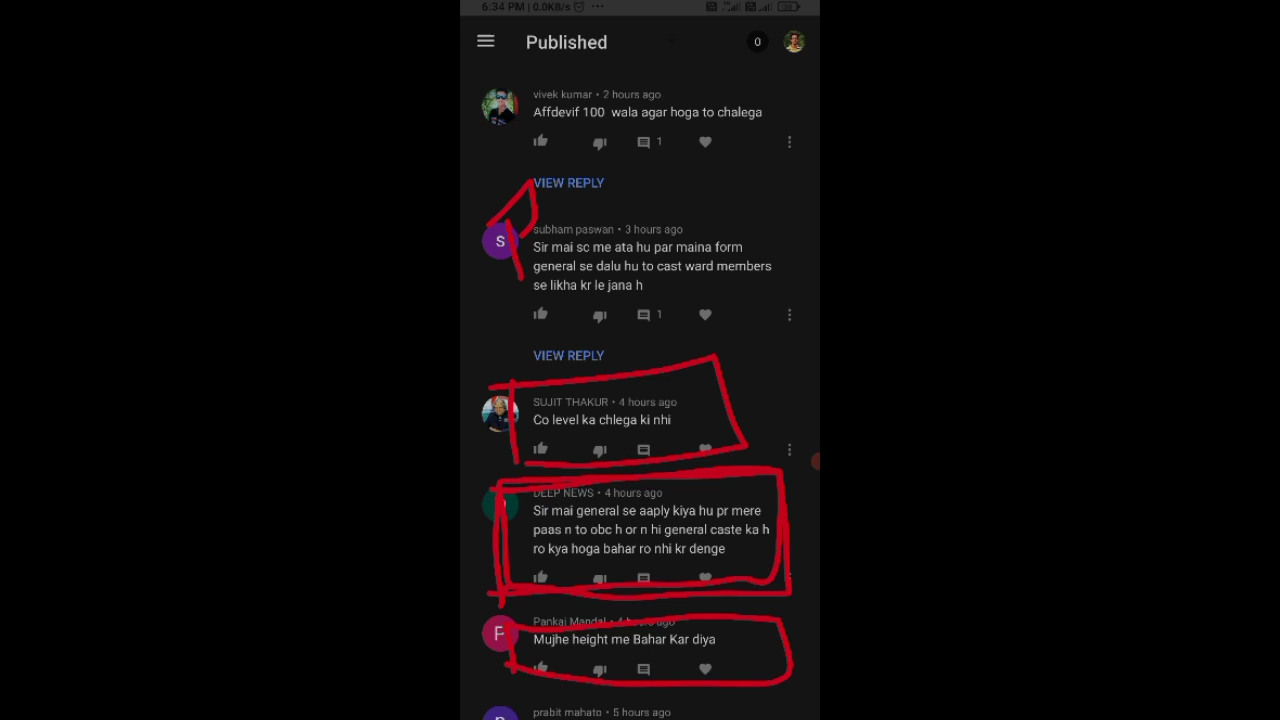 6:34 PM | 0.0KB/s
Published
0
vivek kumar • 2 hours ago
Affdevif 100 wala agar hoga to chalega
1
VIEW REPLY
S
subham paswan • 3 hours ago
Sir mai sc me ata hu par maina form
general se dalu hu to cast ward members
se likha kr le jana h
1
VIEW REPLY
SUJIT THAKUR • 4 hours ago
Co level ka chlega ki nhi
DEEP NEWS • 4 hours ago
Sir mai general se aaply kiya hu pr mere
paas n to obc h or n hi general caste ka h
ro kya hoga bahar ro nhi kr denge
P
Pankaj Mandal • 4 hours ago
Mujhe height me Bahar Kar diya
prabit mahato • 5 hours ago